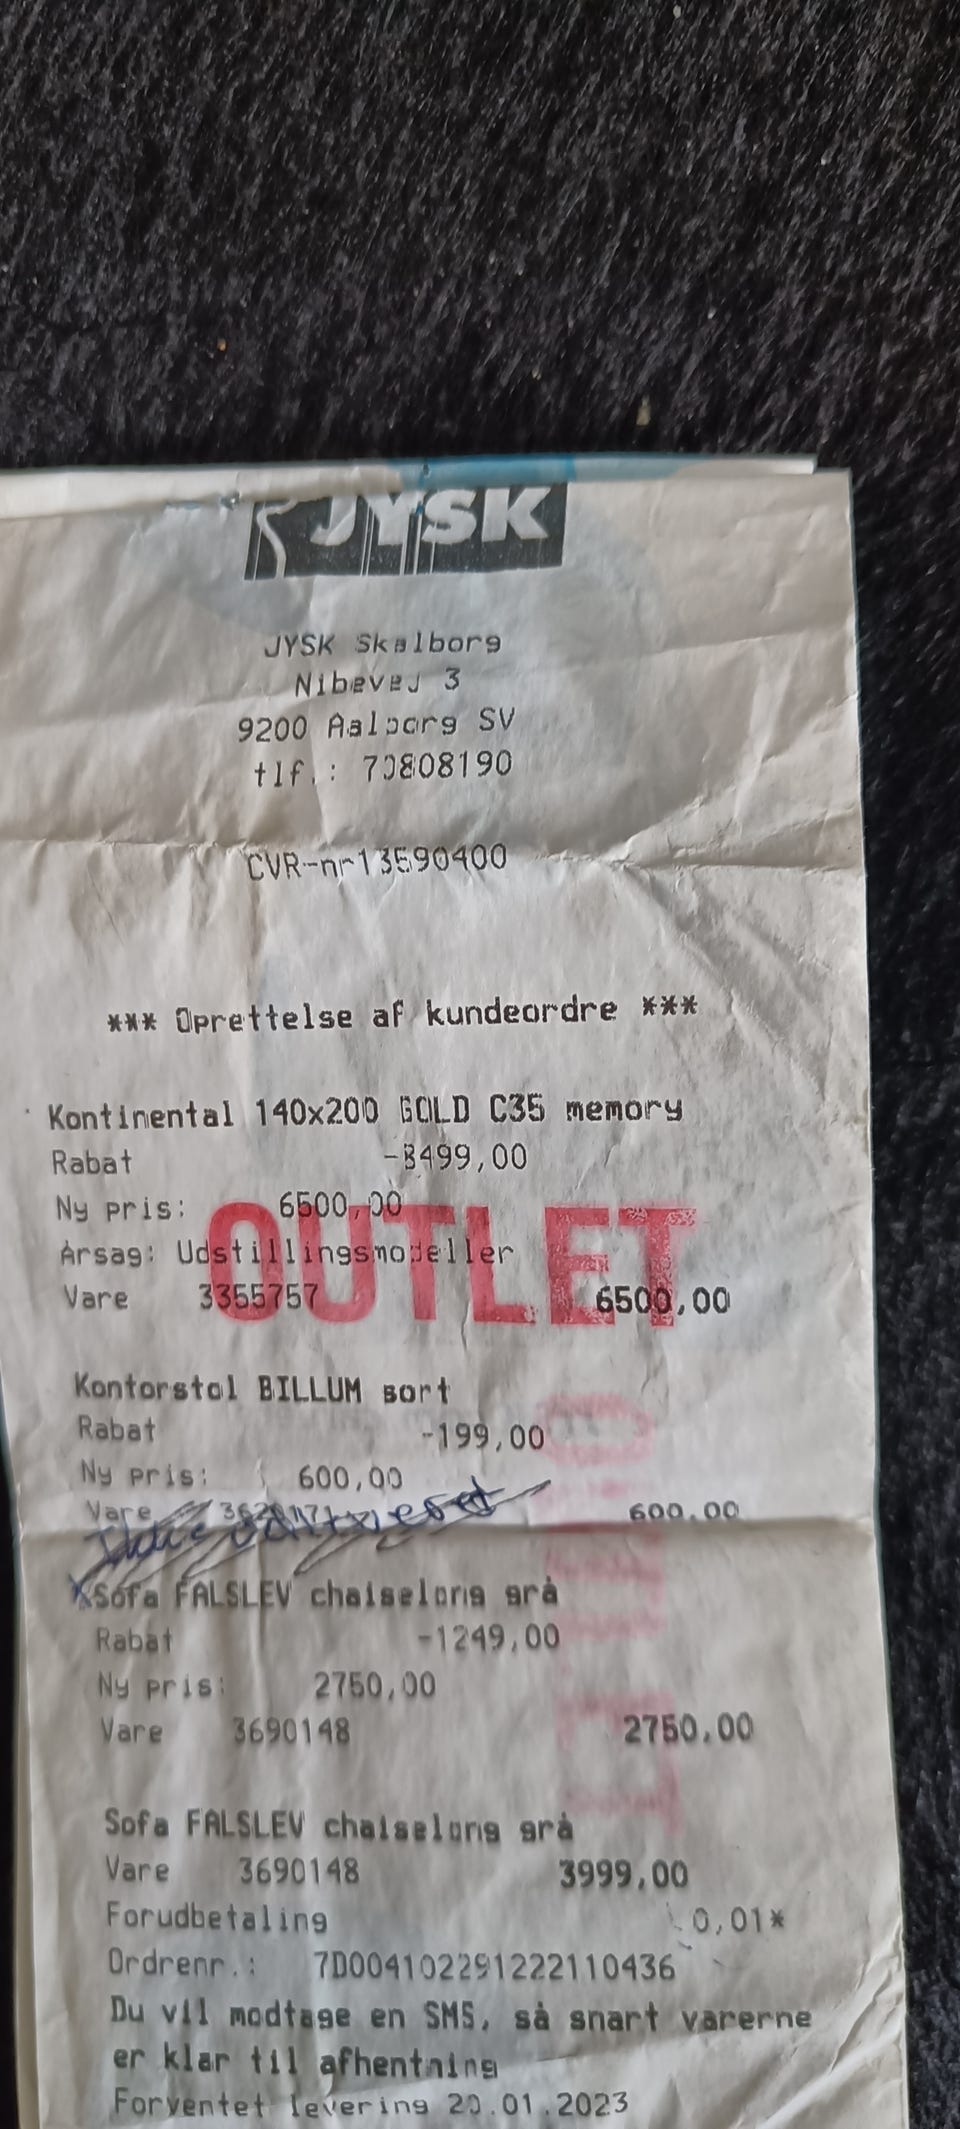 JYSK
JYSK Skalborg
Nibevej 3
9200 Aalborg SV
tlf.: 70808190
CVR-nr13590400
*** Oprettelse af kundeordre ***
Kontinental 140x200 GOLD C35 memory
Rabat -3499,00
Ny pris: 6500,00
Arsag: Udstillingsmodeller
Vare 3355757 6500,00
OUTLET
Kontorstol BILLUM sort
Rabat -199,00
Ny pris: 600,00
Vare 600,00
Ikke
Sofa FALSLEV chaiselong grå
Rabat -1249,00
Ny pris: 2750,00
Vare 3690148 2750,00
OUTLET
Sofa FALSLEV chaiselong grå
Vare 3690148 3999,00
Forudbetaling 0,01*
Ordrenr.: 7D004102291222110436
Du vil modtage en SMS, så snart varerne
er klar til afhentning
Forventet levering 20.01.2023